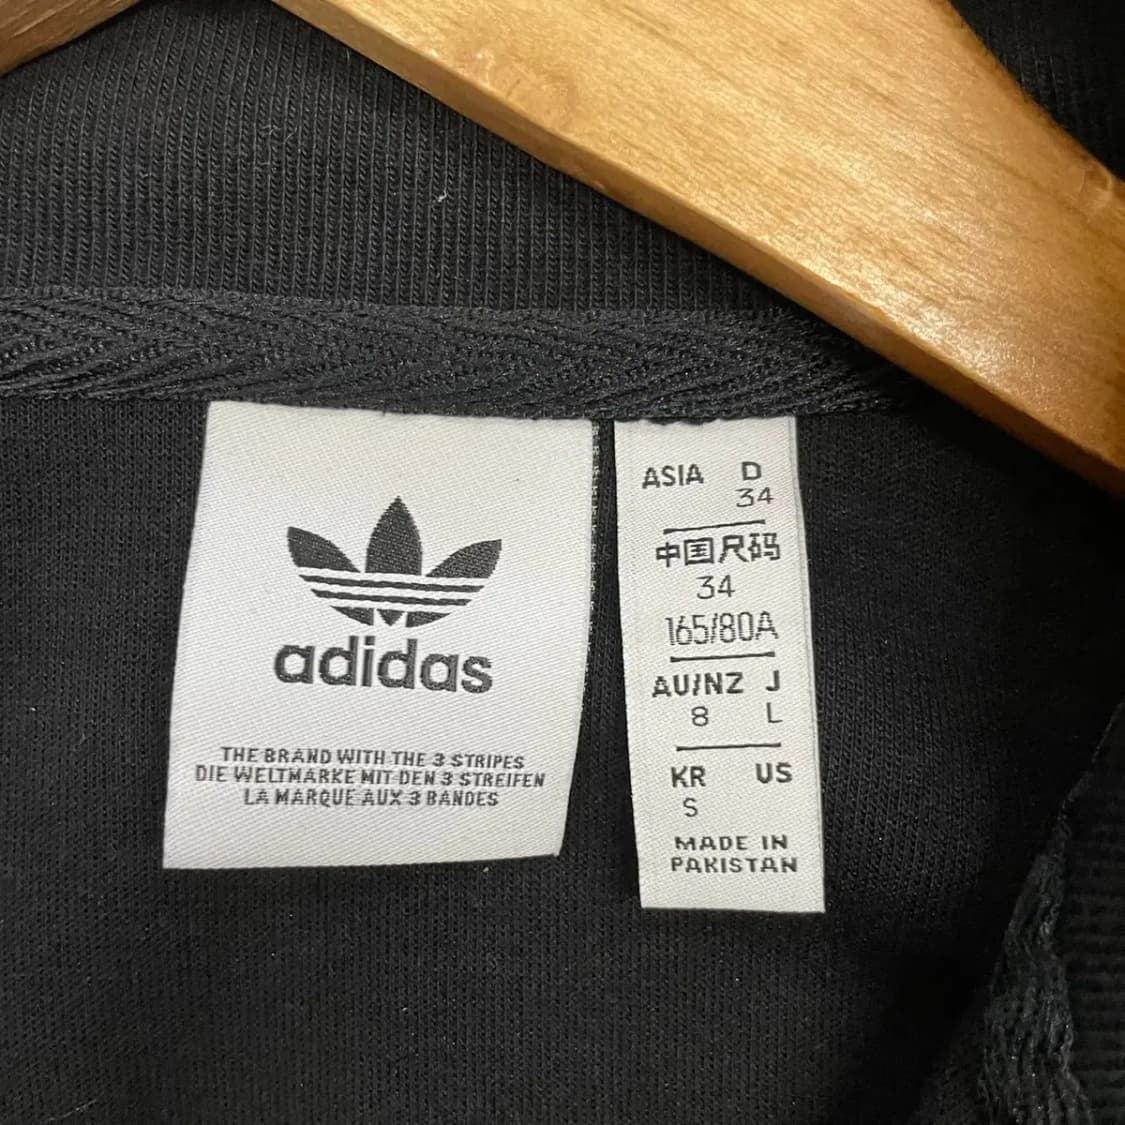 adidas
THE BRAND WITH THE 3 STRIPES
DIE WELTMARKE MIT DEN 3 STREIFEN
LA MARQUE AUX 3 BANDES
ASIA D
34
中国尺码
34
165/80A
AU/NZ J
8 L
KR US
S
MADE IN
PAKISTAN